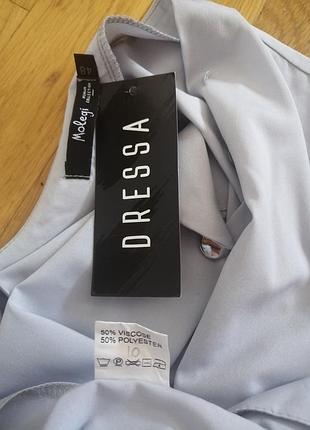 48
Molegi
DRESSA
50% VISCOSE
50% POLYESTER
10